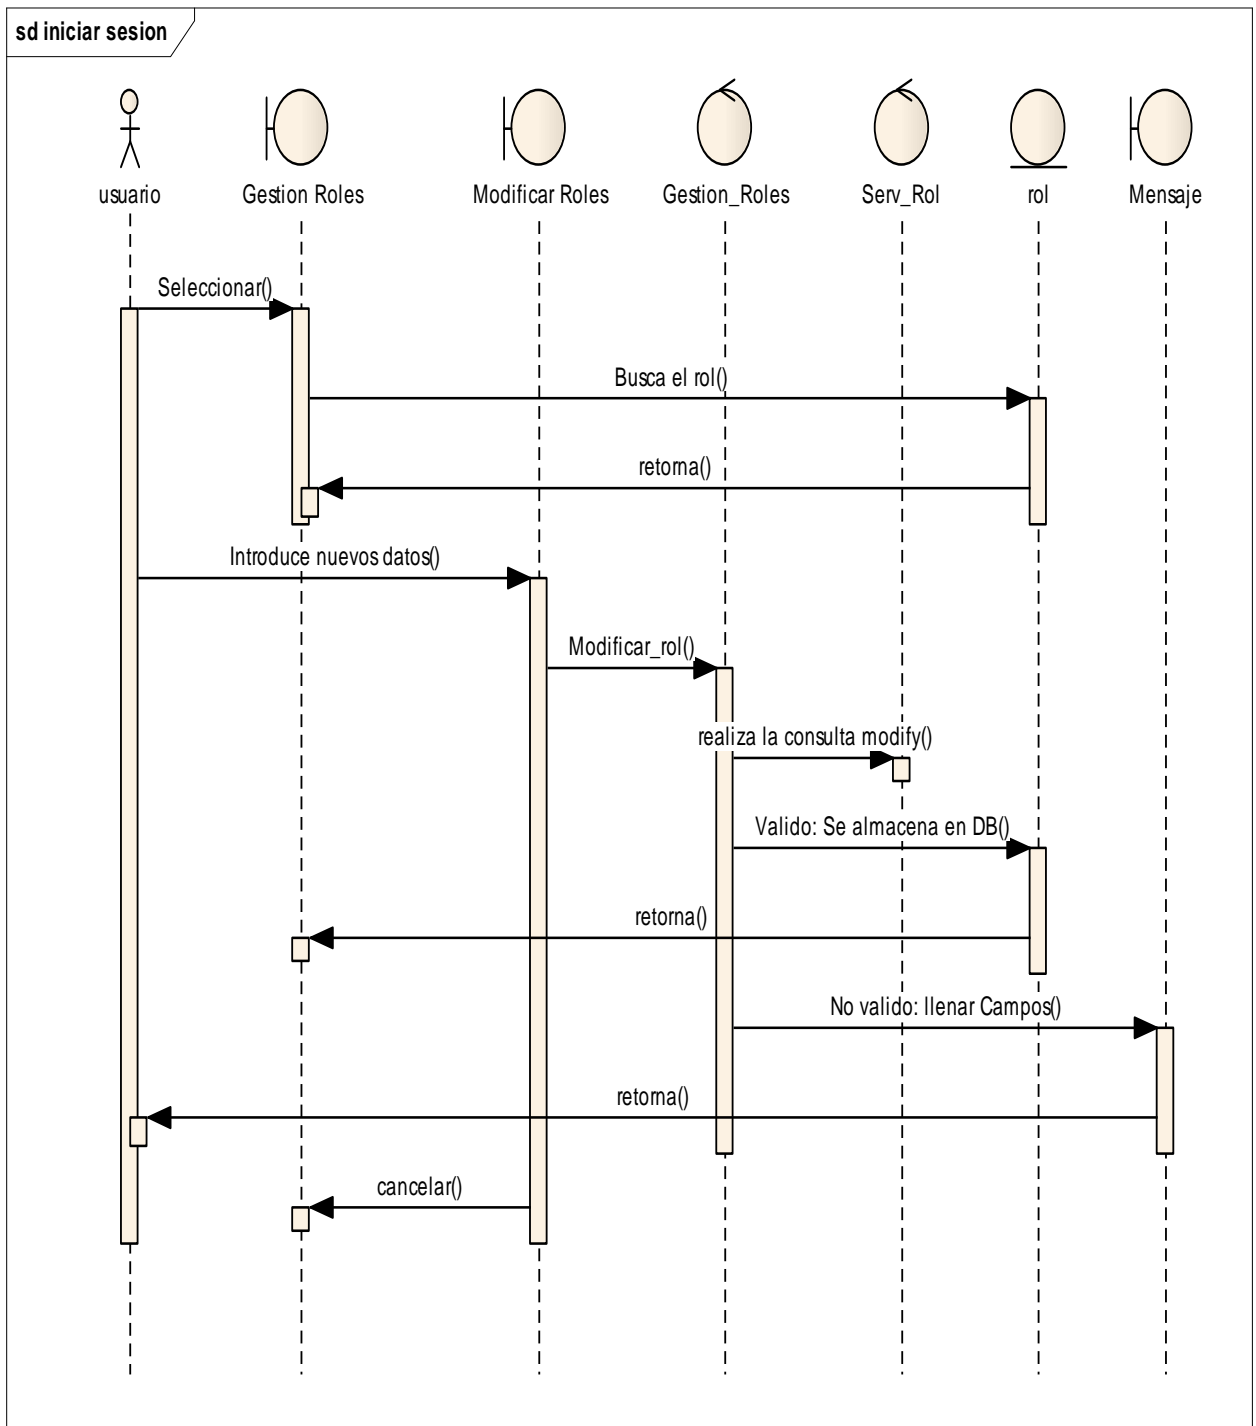 sd iniciar sesion
usuario
Gestion Roles
Modificar Roles
Gestion_Roles
Serv_Rol
rol
Mensaje
Seleccionar()
Busca el rol()
retorna()
Introduce nuevos datos()
Modificar_rol()
realiza la consulta modify()
Valido: Se almacena en DB()
retorna()
No valido: llenar Campos()
retorna()
cancelar()